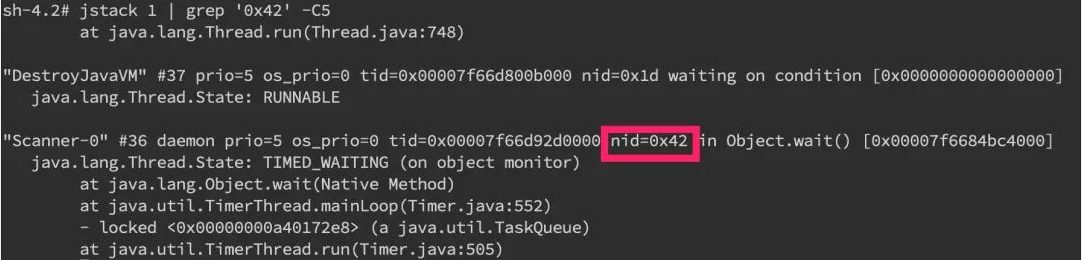 sh-4.2# jstack 1 | grep '0x42' -C5
at java.lang.Thread.run(Thread.java:748)
"DestroyJavaVM" #37 prio=5 os_prio=0 tid=0x00007f66d800b000 nid=0x1d waiting on condition [0x0000000000000000]
java.lang.Thread.State: RUNNABLE
"Scanner-0" #36 daemon prio=5 os_prio=0 tid=0x00007f66d92d0000 nid=0x42 in Object.wait() [0x00007f6684bc4000]
java.lang.Thread.State: TIMED_WAITING (on object monitor)
at java.lang.Object.wait(Native Method)
at java.util.TimerThread.mainLoop(Timer.java:552)
- locked <0x00000000a40172e8> (a java.util.TaskQueue)
at java.util.TimerThread.run(Timer.java:505)